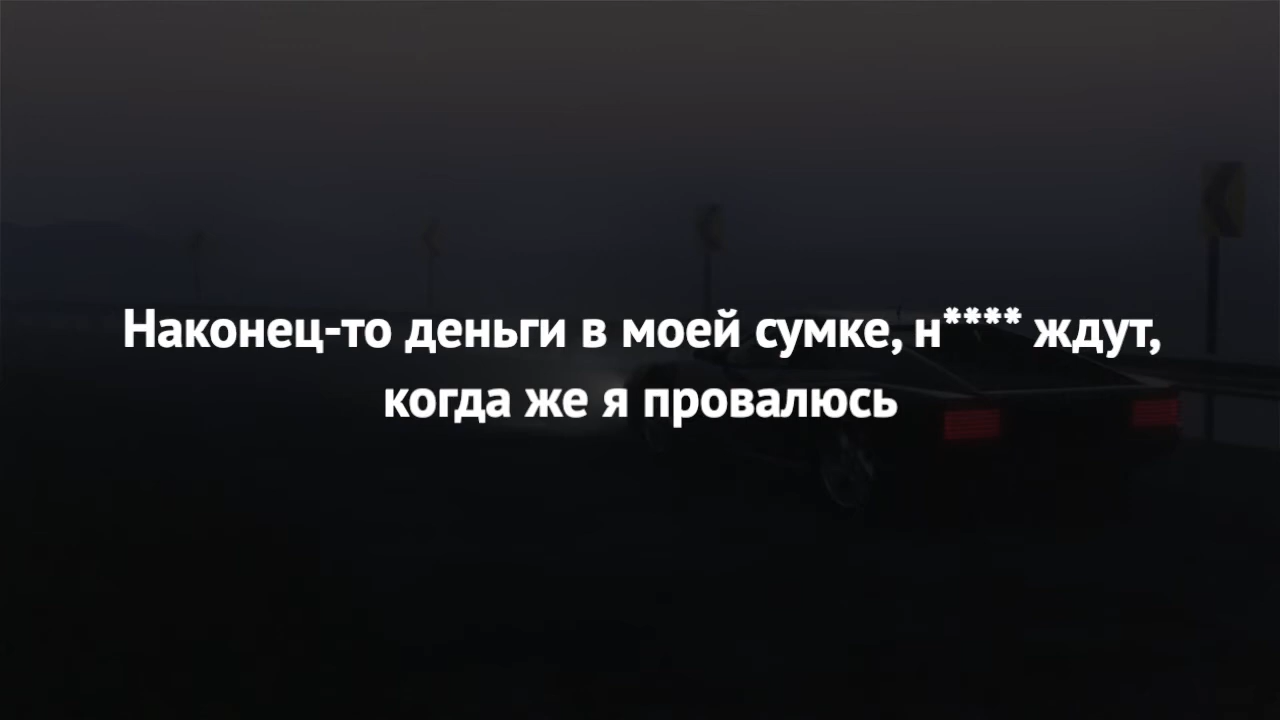 Наконец-то деньги в моей сумке, н**** ждут,
когда же я провалюсь